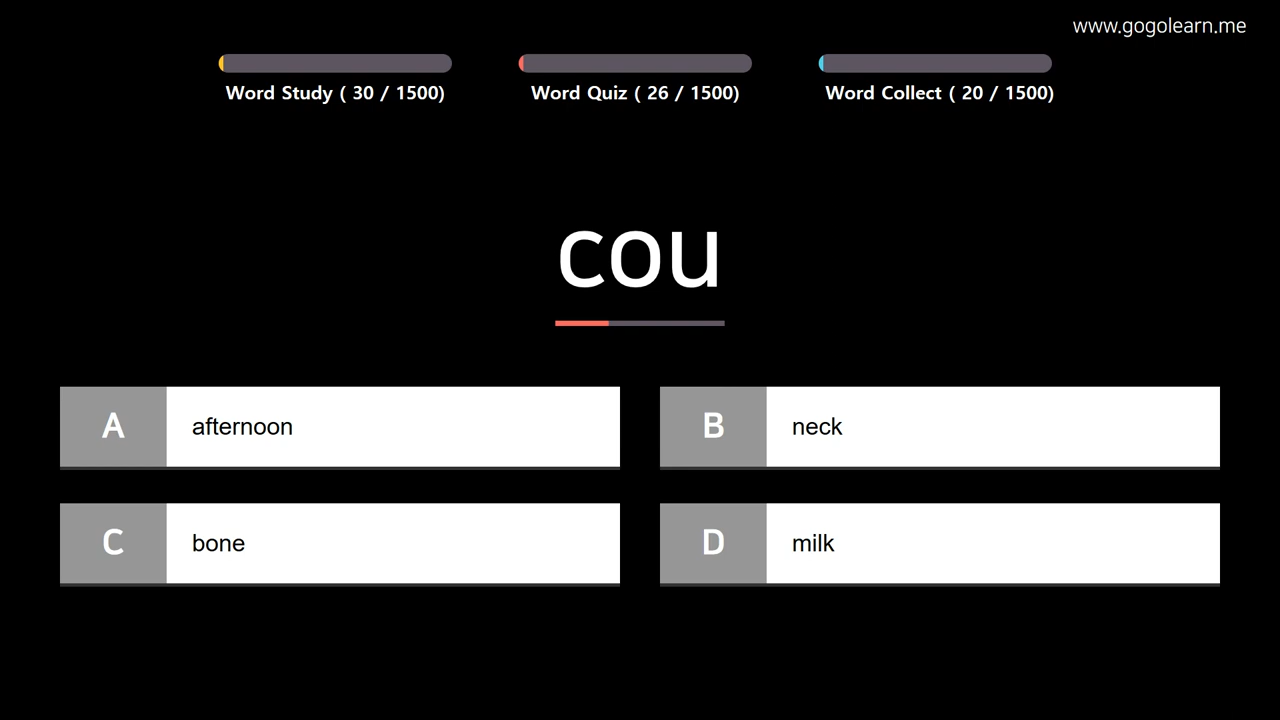 www.gogolearn.me
Word Study ( 30 / 1500)
Word Quiz ( 26 / 1500)
Word Collect ( 20 / 1500)
cou
A afternoon
B neck
C bone
D milk